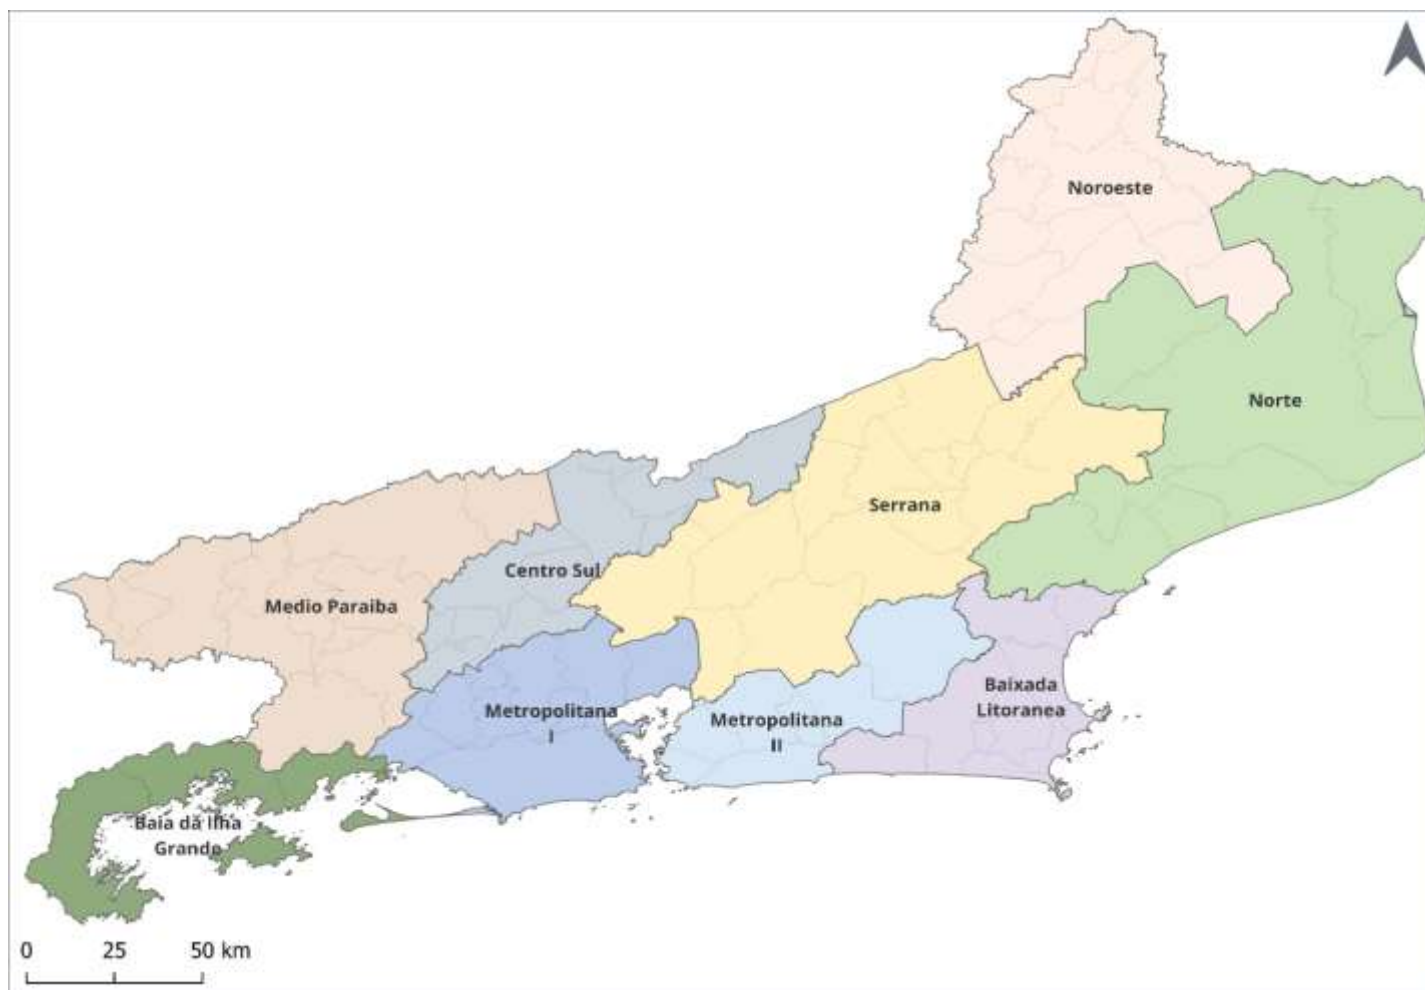 Noroeste
Norte
Serrana
Centro Sul
Medio Paraiba
Baixada
Litoranea
Metropolitana
I
Metropolitana
II
Baia da Ilha
Grande
0 25 50 km